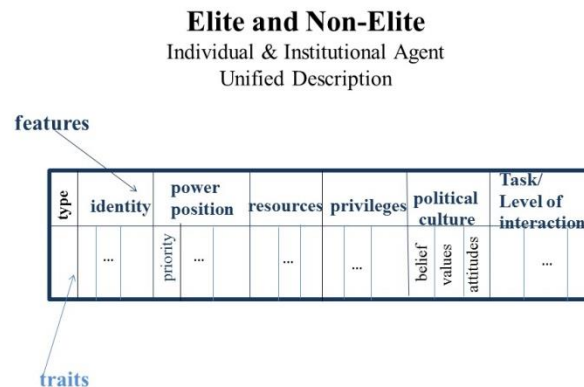 Elite and Non-Elite
Individual & Institutional Agent
Unified Description
features
type
identity
power
position
resources
privileges
political
culture
Task/
Level of
interaction
...
priority
...
...
...
belief
values
attitudes
...
traits